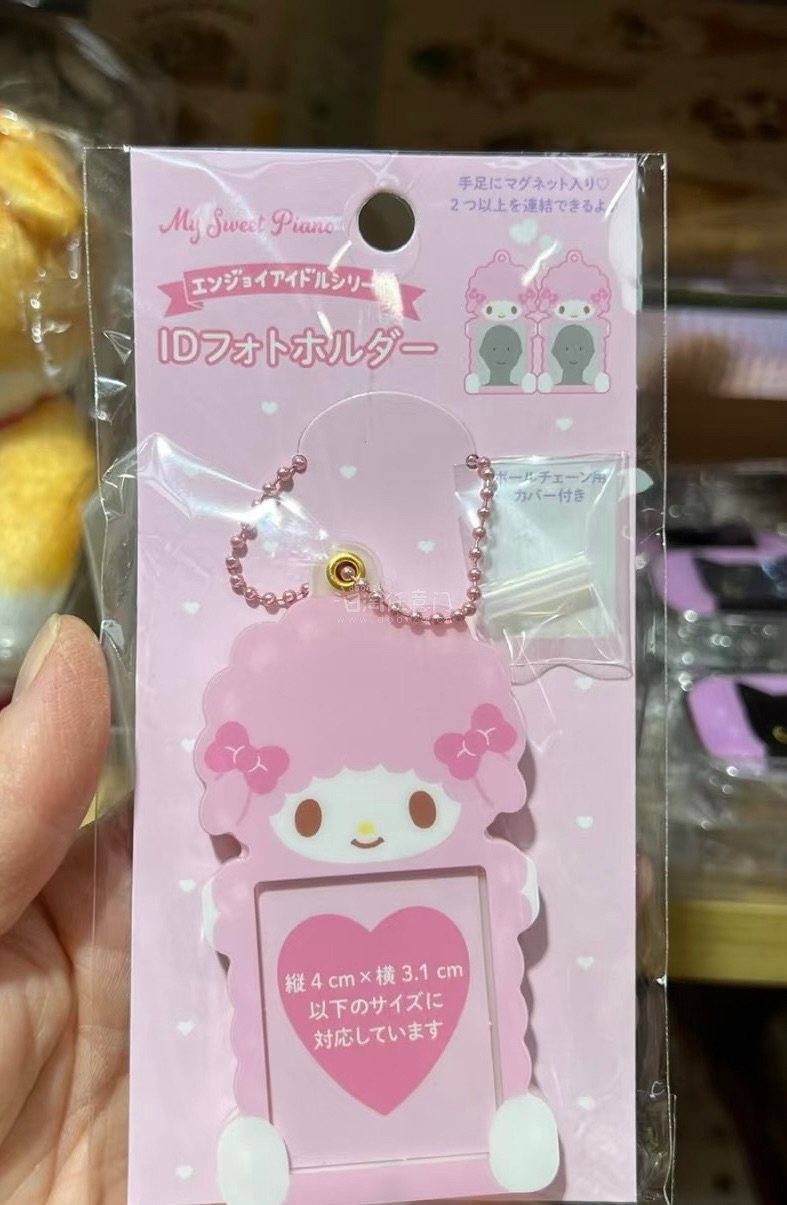 My Sweet Piano
手足にマグネット入り♡
2つ以上を連結できるよ
エンジョイアイドルシリー
IDフォトホルダー
ボールチェーン用
カバー付き
縦4cm×横3.1cm
以下のサイズに
対応しています